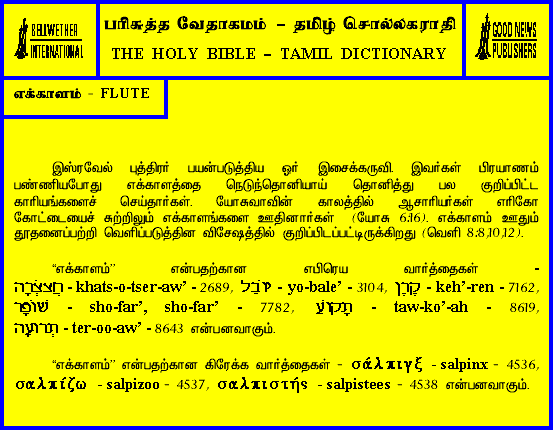 BELLWETHER
INTERNATIONAL
பரிசுத்த வேதாகமம் – தமிழ் சொல்லகராதி
THE HOLY BIBLE – TAMIL DICTIONARY
GOOD NEWS
PUBLISHERS
எக்காளம் - FLUTE
இஸ்ரவேல் புத்திரர் பயன்படுத்திய ஓர் இசைக்கருவி. இவர்கள் பிரயாணம்
பண்ணியபோது எக்காளத்தை நெடுந்தொனியாய் தொனித்து பல குறிப்பிட்ட
காரியங்களைச் செய்தார்கள். யோசுவாவின் காலத்தில் ஆசாரியர்கள் எரிகோ
கோட்டையைச் சுற்றிலும் எக்காளங்களை ஊதினார்கள் (யோசு 6:16). எக்காளம் ஊதும்
தூதனைப்பற்றி வெளிப்படுத்தின விசேஷத்தில் குறிப்பிடப்பட்டிருக்கிறது (வெளி 8:8,10,12).
“எக்காளம்” என்பதற்கான எபிரெய வார்த்தைகள் -
חֲצֹצְרָה - khats-o-tser-aw’ - 2689, יוֹבֵל - yo-bale’ - 3104, קֶרֶן - keh’-ren - 7162,
שׁוֹפָר - sho-far’, sho-far’ - 7782, תָּקוֹעַ - taw-ko’-ah - 8619,
תְּרוּעָה - ter-oo-aw’ - 8643 என்பனவாகும்.
“எக்காளம்” என்பதற்கான கிரேக்க வார்த்தைகள் - σάλπιγξ - salpinx - 4536,
σαλπίζω - salpizoo - 4537, σαλπιστής - salpistees - 4538 என்பனவாகும்.